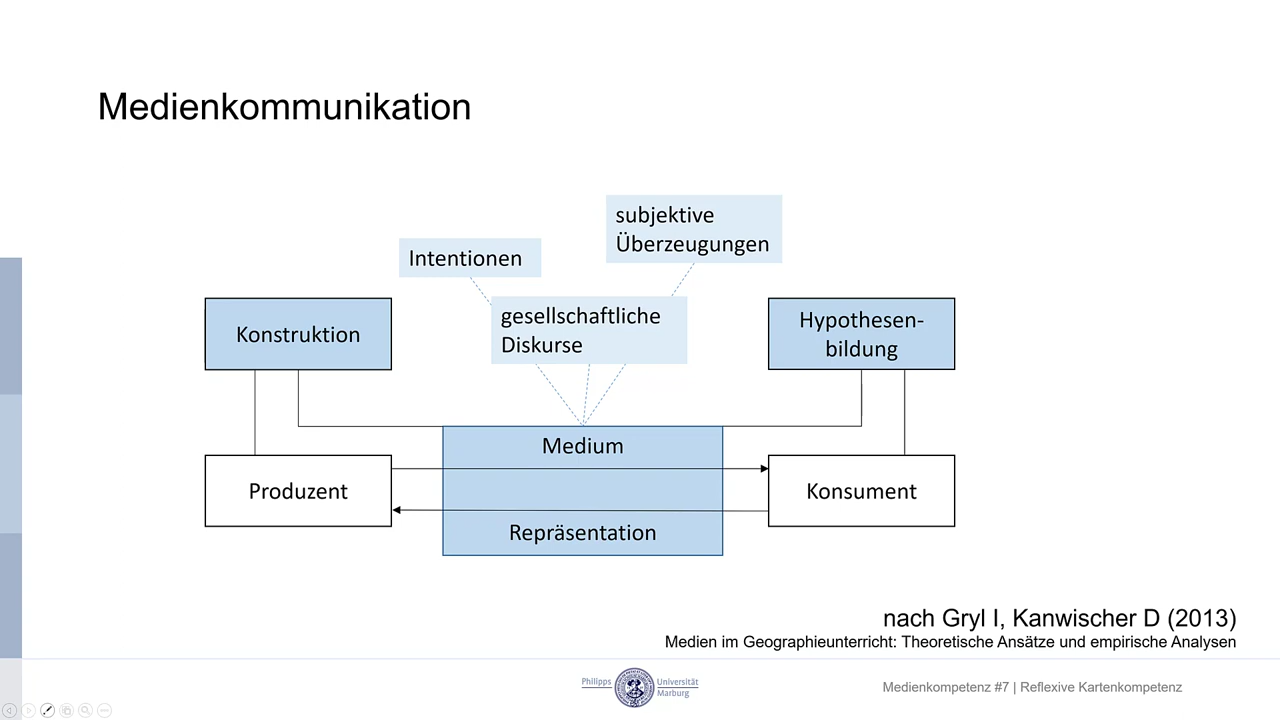 Medienkommunikation
subjektive
Überzeugungen
Intentionen
gesellschaftliche
Diskurse
Konstruktion
Hypothesen-
bildung
Medium
Produzent
Konsument
Repräsentation
nach Gryl I, Kanwischer D (2013)
Medien im Geographieunterricht: Theoretische Ansätze und empirische Analysen
Philipps Universität
Marburg
Medienkompetenz #7 | Reflexive Kartenkompetenz